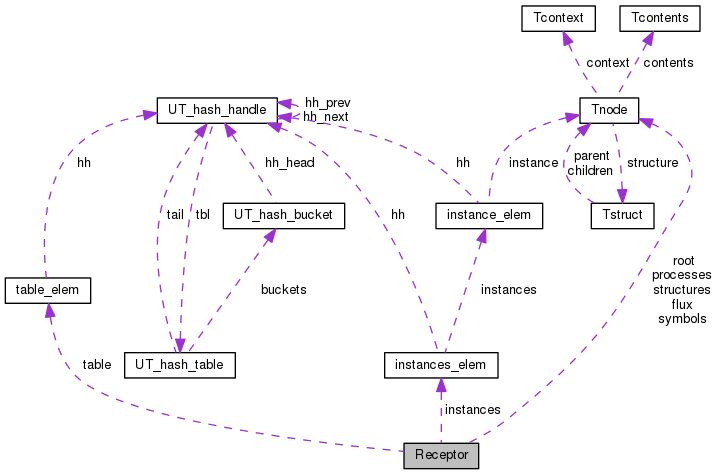 Tcontext
Tcontents
context
contents
UT_hash_handle
hh_prev
hh_next
Tnode
hh
hh_head
hh
instance
parent
children
structure
tail
tbl
UT_hash_bucket
hh
instance_elem
Tstruct
table_elem
buckets
instances
root
processes
structures
flux
symbols
UT_hash_table
table
instances_elem
instances
Receptor